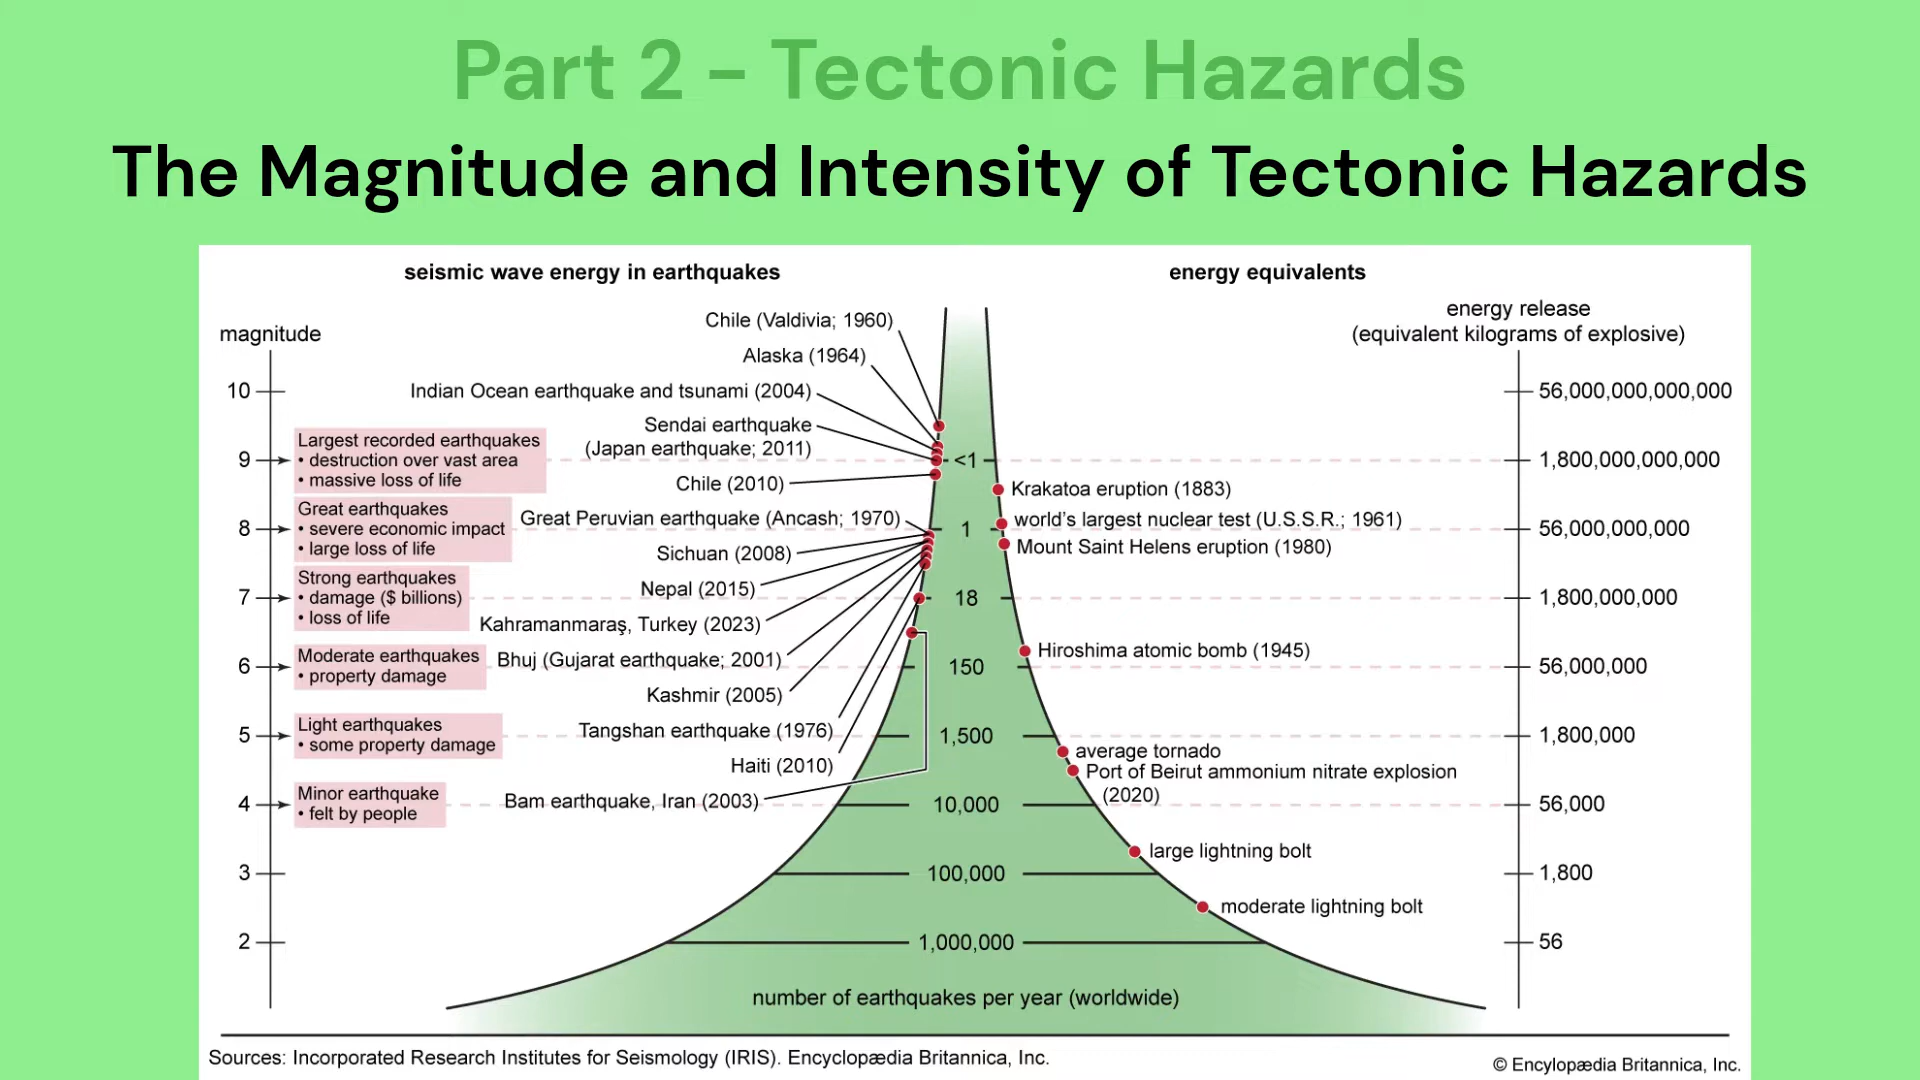 Part 2 – Tectonic Hazards
The Magnitude and Intensity of Tectonic Hazards
seismic wave energy in earthquakes
energy equivalents
magnitude
energy release
(equivalent kilograms of explosive)
Chile (Valdivia; 1960)
Alaska (1964)
10
Indian Ocean earthquake and tsunami (2004)
56,000,000,000,000
Sendai earthquake
(Japan earthquake; 2011)
Largest recorded earthquakes
• destruction over vast area
• massive loss of life
9
<1
1,800,000,000,000
Chile (2010)
Krakatoa eruption (1883)
Great earthquakes
• severe economic impact
• large loss of life
8
Great Peruvian earthquake (Ancash; 1970)
1
world's largest nuclear test (U.S.S.R.; 1961)
56,000,000,000
Sichuan (2008)
Mount Saint Helens eruption (1980)
Strong earthquakes
• damage ($ billions)
• loss of life
7
Nepal (2015)
18
1,800,000,000
Kahramanmaraş, Turkey (2023)
Moderate earthquakes
• property damage
6
Bhuj (Gujarat earthquake; 2001)
150
Hiroshima atomic bomb (1945)
56,000,000
Kashmir (2005)
Light earthquakes
• some property damage
5
Tangshan earthquake (1976)
1,500
1,800,000
average tornado
Haiti (2010)
Port of Beirut ammonium nitrate explosion
(2020)
Minor earthquake
• felt by people
4
Bam earthquake, Iran (2003)
10,000
56,000
large lightning bolt
3
100,000
1,800
moderate lightning bolt
2
1,000,000
56
number of earthquakes per year (worldwide)
Sources: Incorporated Research Institutes for Seismology (IRIS). Encyclopædia Britannica, Inc.
© Encylopædia Britannica, Inc.